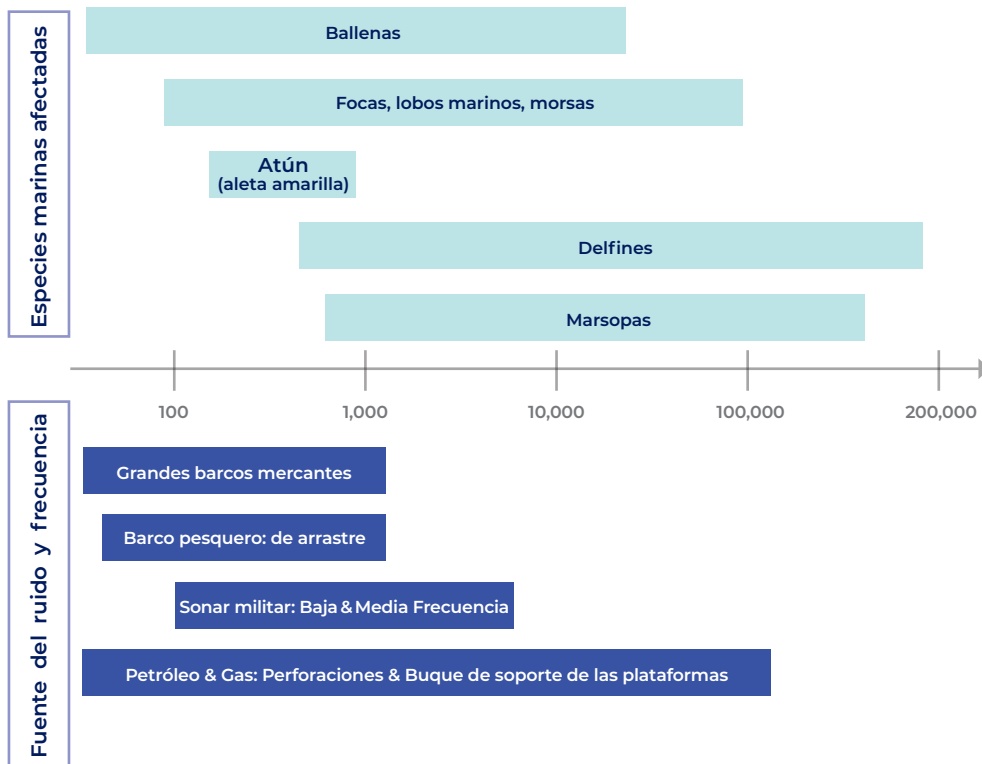 Especies marinas afectadas
Ballenas
Focas, lobos marinos, morsas
Atún
(aleta amarilla)
Delfines
Marsopas
100
1,000
10,000
100,000
200,000
Fuente del ruido y frecuencia
Grandes barcos mercantes
Barco pesquero: de arrastre
Sonar militar: Baja & Media Frecuencia
Petróleo & Gas: Perforaciones & Buque de soporte de las plataformas